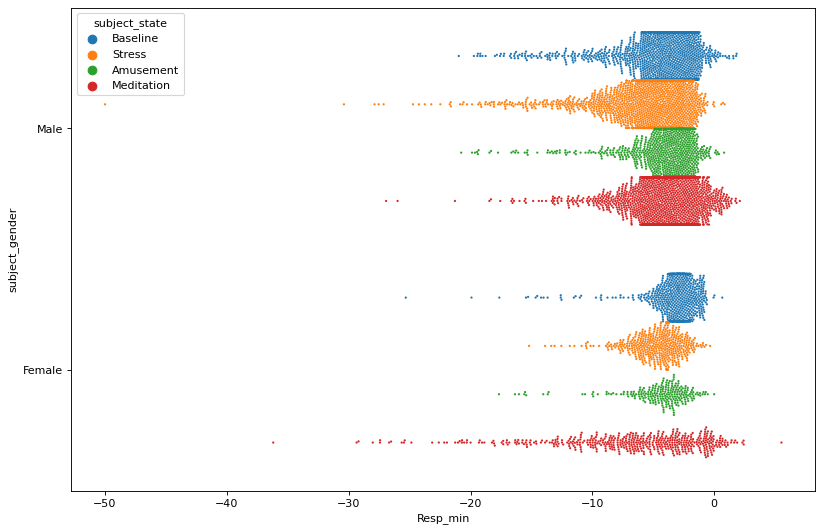 subject_state
Baseline
Stress
Amusement
Meditation
Male
Female
subject_gender
−50
−40
−30
−20
−10
0
Resp_min